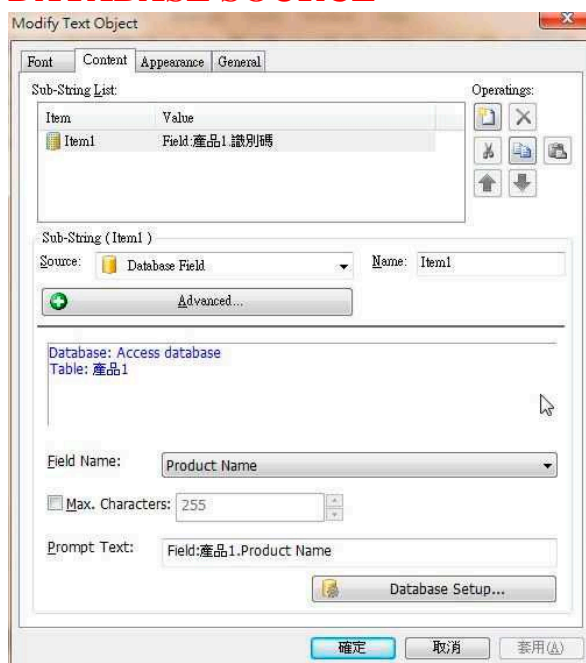 DATABASE SOURCE
Modify Text Object
Font Content Appearance General
Sub-String List: Operatings:
Item Value
Item1 Field:產品1.識別碼
Sub-String (Item1 )
Source: Database Field Name: Item1
Advanced...
Database: Access database
Table: 產品1
Field Name: Product Name
Max. Characters: 255
Prompt Text: Field:產品1.Product Name
Database Setup...
確定 取消 套用(A)